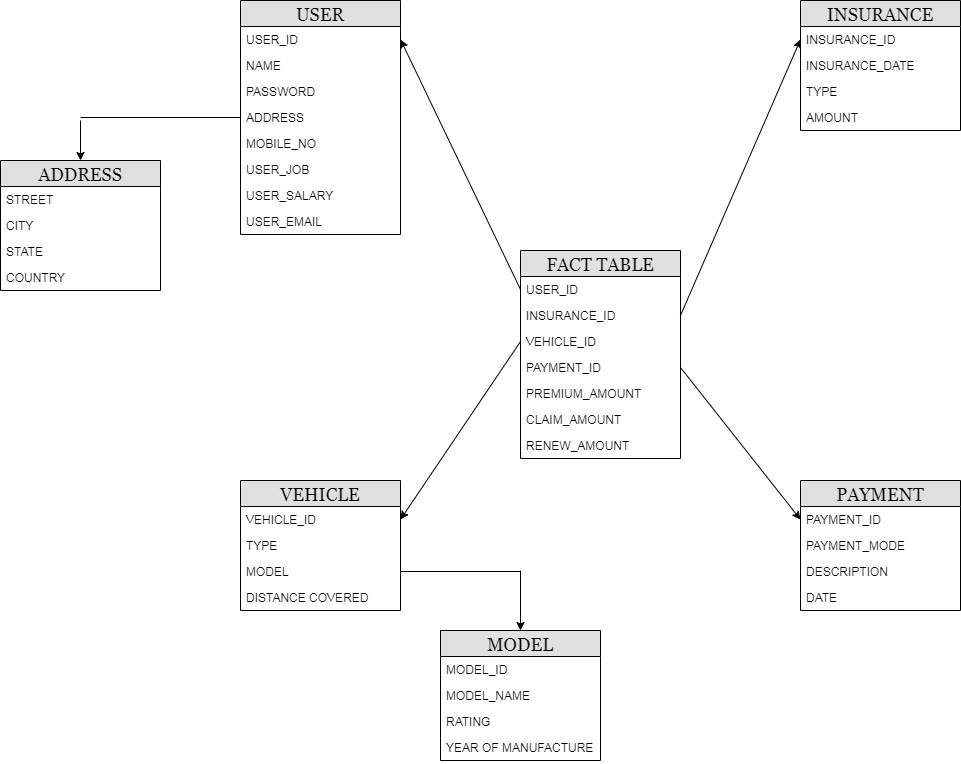 USER
USER_ID
NAME
PASSWORD
ADDRESS
MOBILE_NO
USER_JOB
USER_SALARY
USER_EMAIL
INSURANCE
INSURANCE_ID
INSURANCE_DATE
TYPE
AMOUNT
ADDRESS
STREET
CITY
STATE
COUNTRY
FACT TABLE
USER_ID
INSURANCE_ID
VEHICLE_ID
PAYMENT_ID
PREMIUM_AMOUNT
CLAIM_AMOUNT
RENEW_AMOUNT
VEHICLE
VEHICLE_ID
TYPE
MODEL
DISTANCE COVERED
PAYMENT
PAYMENT_ID
PAYMENT_MODE
DESCRIPTION
DATE
MODEL
MODEL_ID
MODEL_NAME
RATING
YEAR OF MANUFACTURE